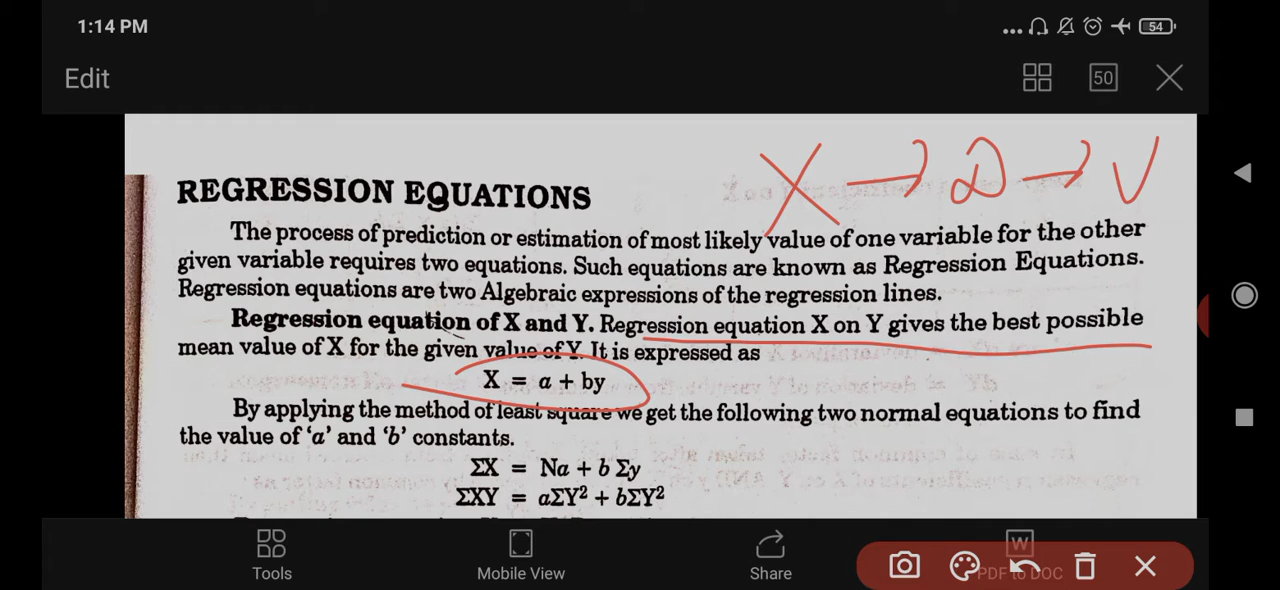 1:14 PM
54
Edit
50
X → D → V
REGRESSION EQUATIONS
The process of prediction or estimation of most likely value of one variable for the other
given variable requires two equations. Such equations are known as Regression Equations.
Regression equations are two Algebraic expressions of the regression lines.
Regression equation of X and Y. Regression equation X on Y gives the best possible
mean value of X for the given value of Y. It is expressed as
X = a + by
By applying the method of least square we get the following two normal equations to find
the value of ‘a’ and ‘b’ constants.
ΣX = Na + b Σy
ΣXY = aΣY² + bΣY²
Tools
Mobile View
Share
W
PDF to DOC